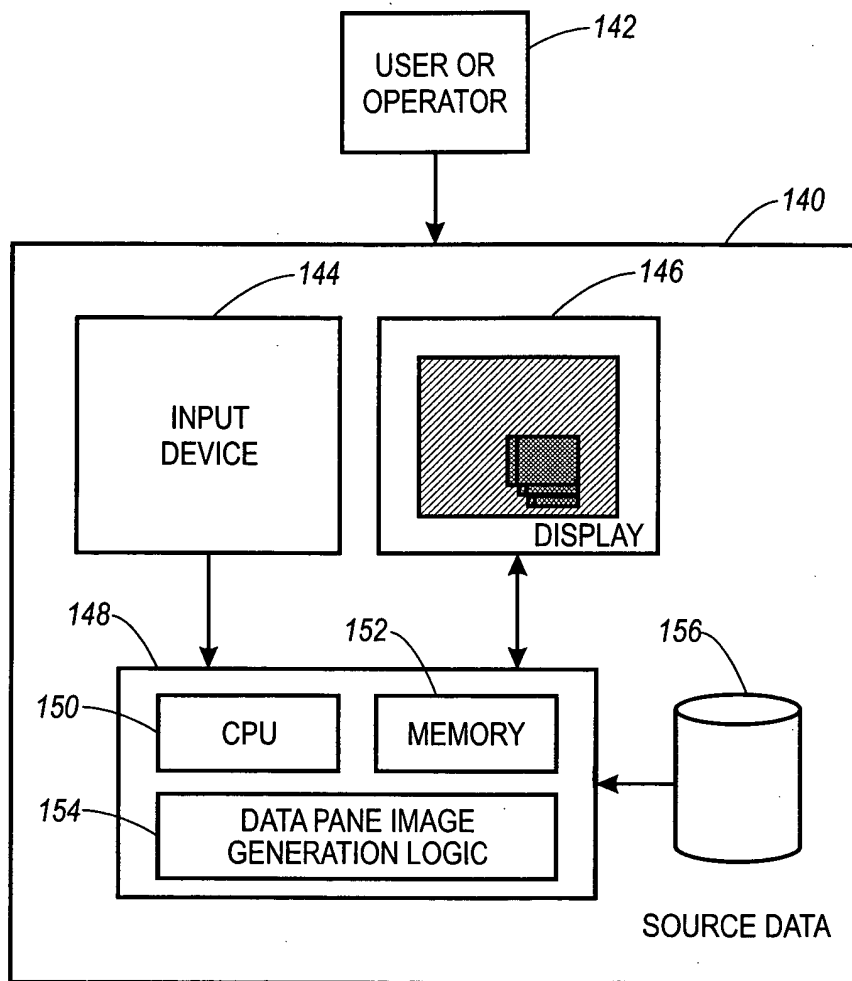 142
USER OR
OPERATOR
140
144
146
INPUT
DEVICE
DISPLAY
148
152
156
150
CPU
MEMORY
154
DATA PANE IMAGE
GENERATION LOGIC
SOURCE DATA